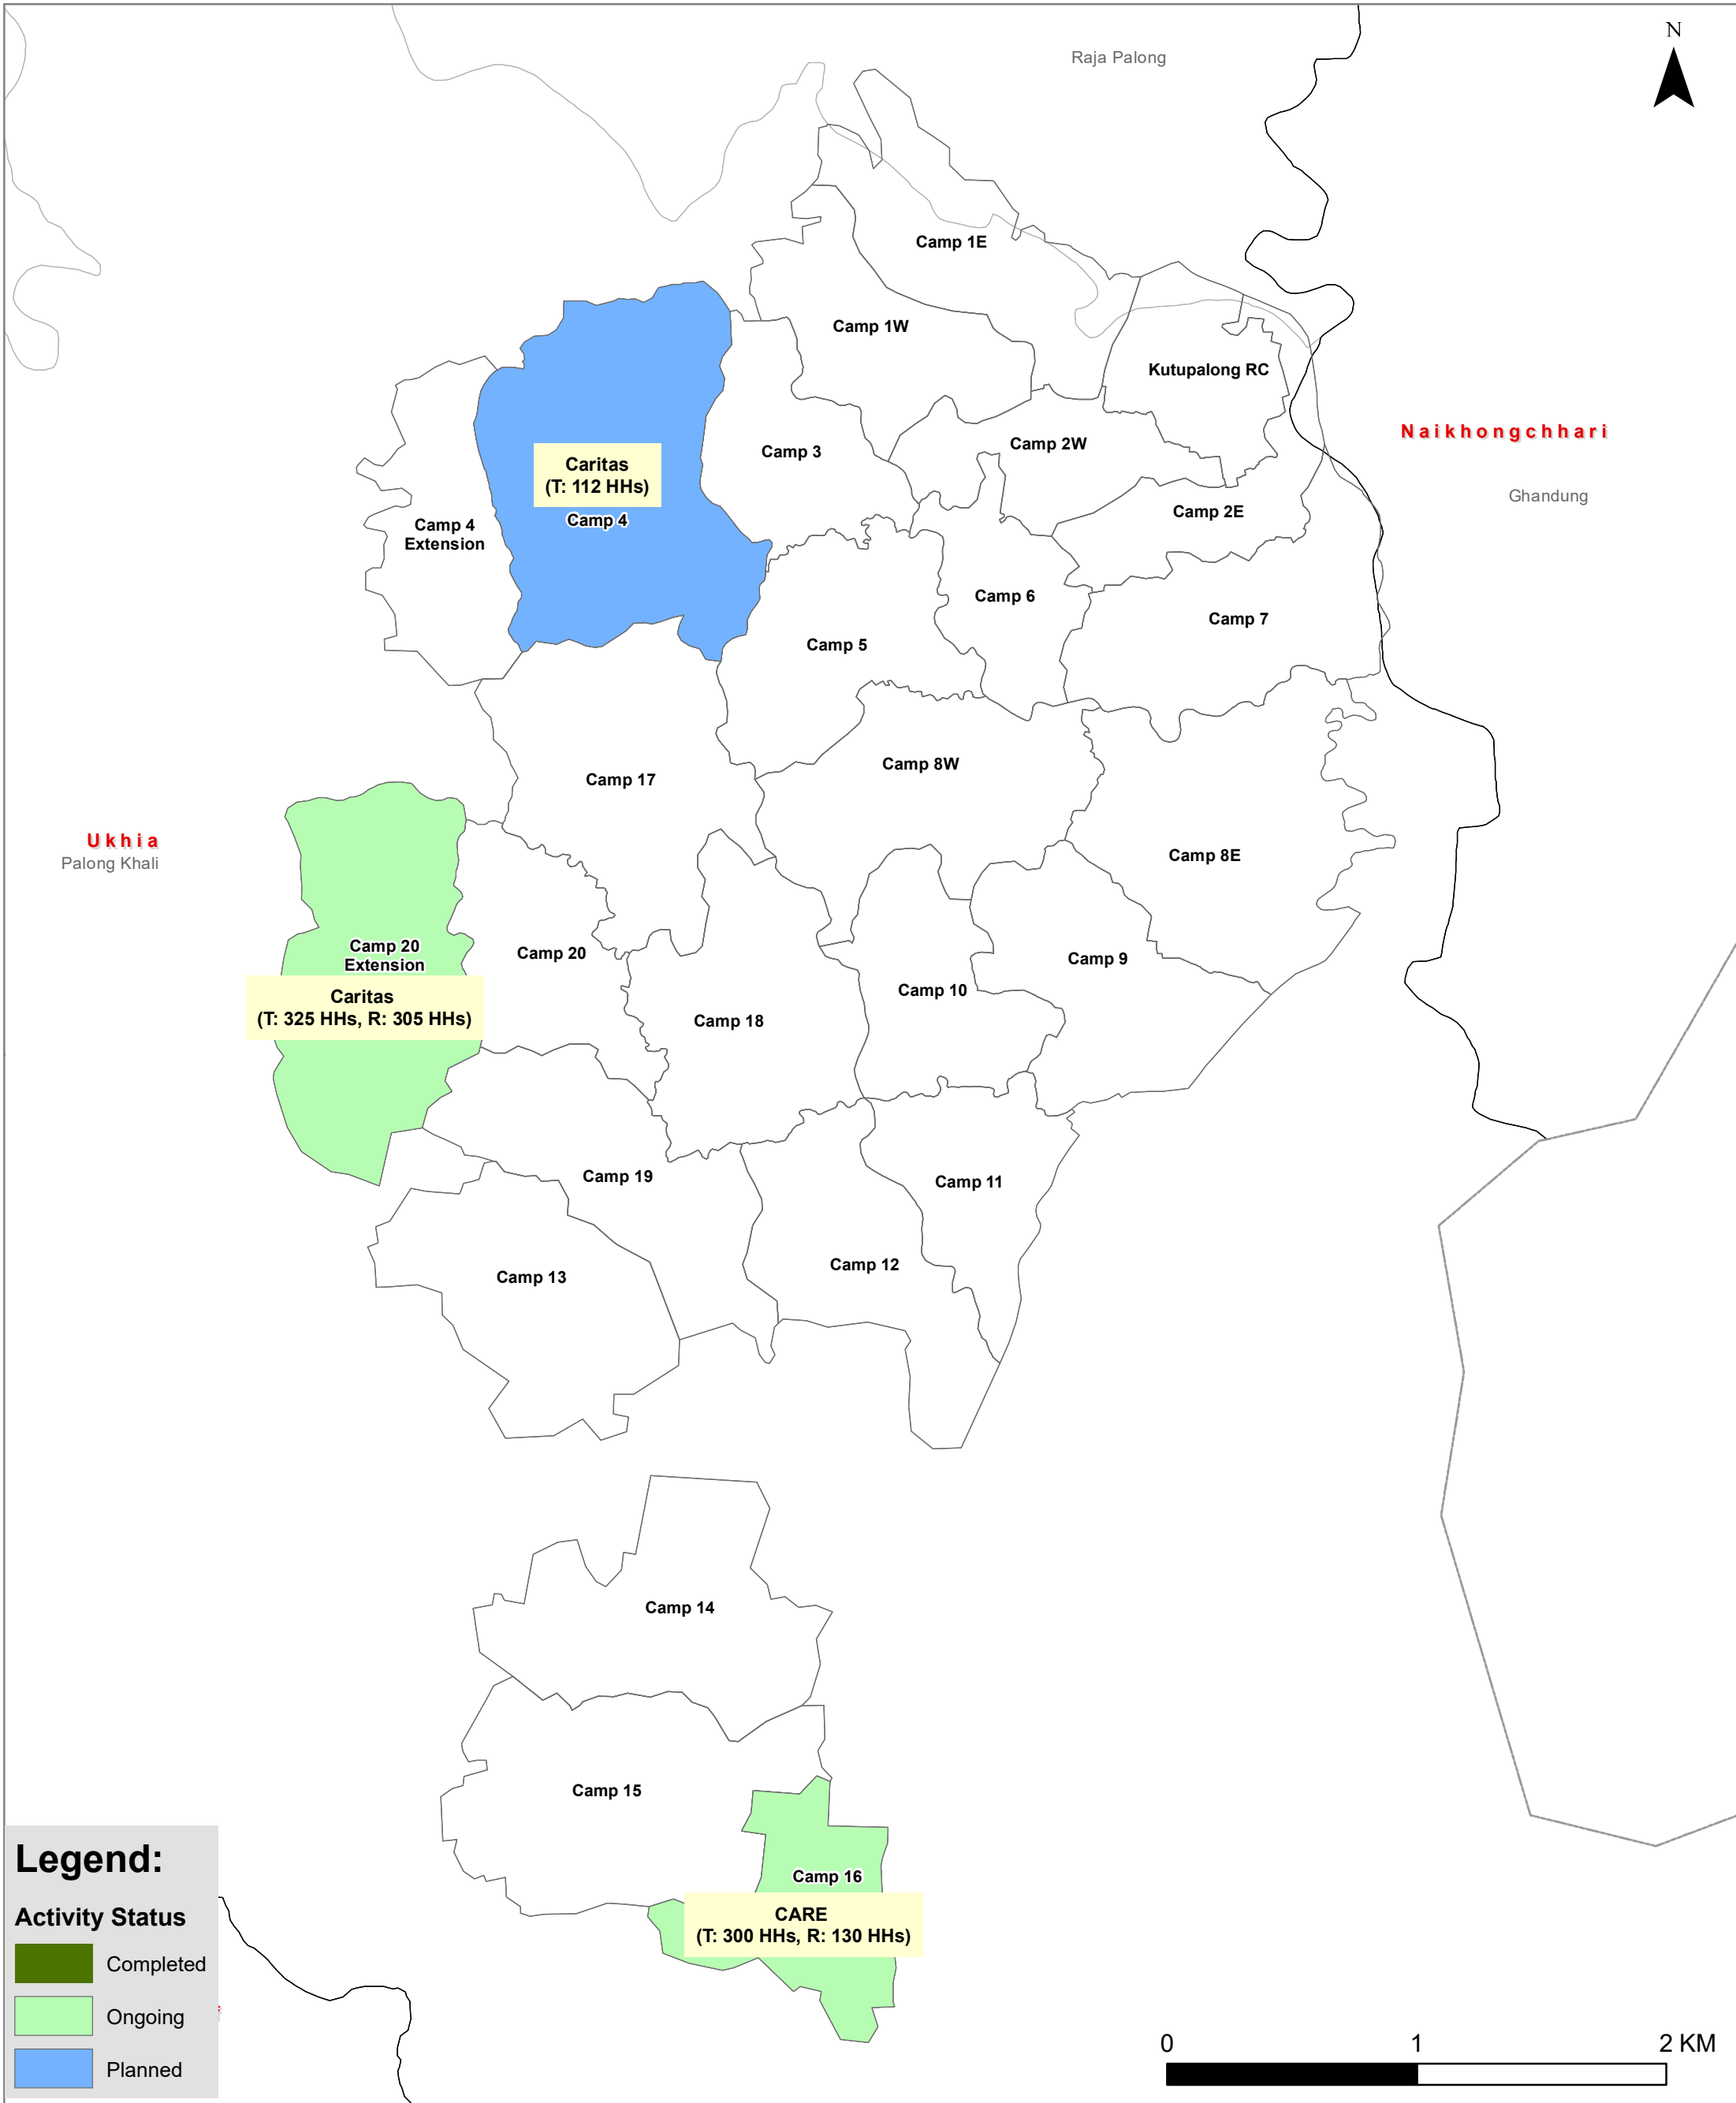 N
Raja Palong
Camp 1E
Camp 1W
Kutupalong RC
Naikhongchhari
Camp 2W
Camp 3
Caritas
(T: 112 HHs)
Ghandung
Camp 2E
Camp 4
Camp 4
Extension
Camp 6
Camp 7
Camp 5
Camp 8W
Camp 17
Ukhia
Palong Khali
Camp 8E
Camp 20
Extension
Camp 20
Camp 9
Camp 10
Caritas
(T: 325 HHs, R: 305 HHs)
Camp 18
Camp 19
Camp 11
Camp 12
Camp 13
Camp 14
Camp 15
Camp 16
CARE
(T: 300 HHs, R: 130 HHs)
Legend:
Activity Status
Completed
Ongoing
Planned
0 1 2 KM